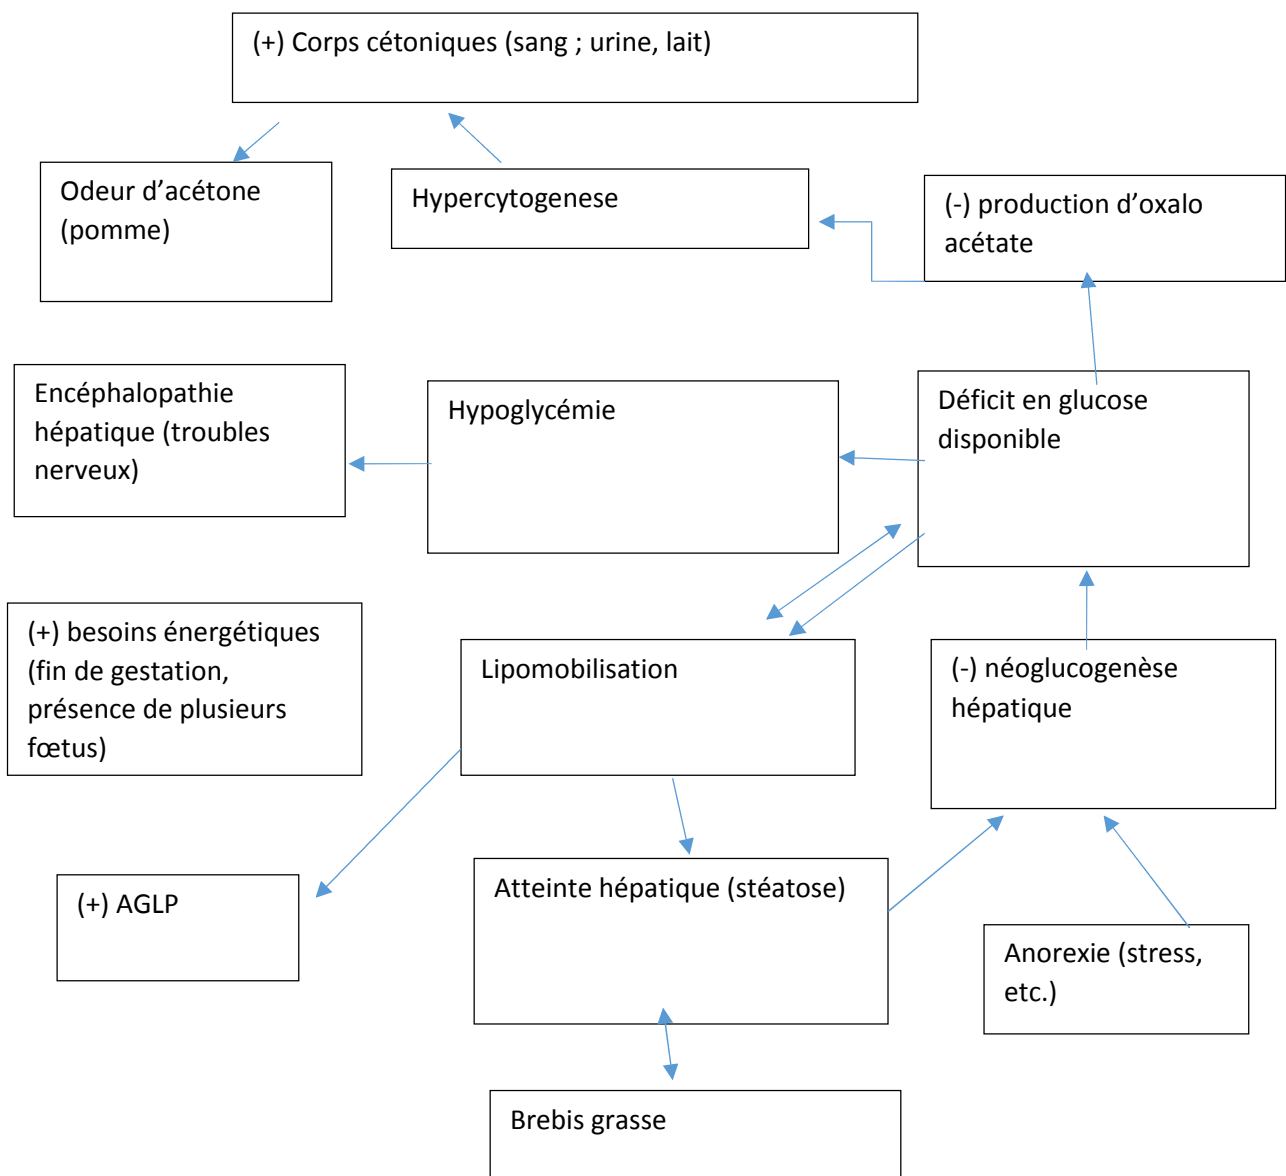 (+) Corps cétoniques (sang ; urine, lait)
Odeur d’acétone
(pomme)
Hypercytogenese
(-) production d’oxalo
acétate
Encéphalopathie
hépatique (troubles
nerveux)
Hypoglycémie
Déficit en glucose
disponible
(+) besoins énergétiques
(fin de gestation,
présence de plusieurs
fœtus)
Lipomobilisation
(-) néoglucogenèse
hépatique
(+) AGLP
Atteinte hépatique (stéatose)
Anorexie (stress,
etc.)
Brebis grasse